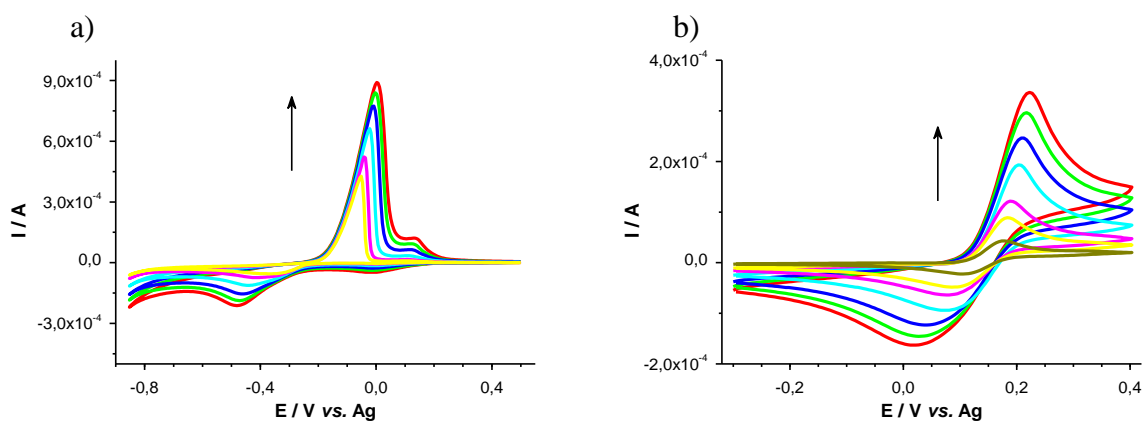 a)
9,0x10⁻⁴
6,0x10⁻⁴
3,0x10⁻⁴
0,0
-3,0x10⁻⁴
I / A
-0,8 -0,4 0,0 0,4
E / V vs. Ag
b)
4,0x10⁻⁴
2,0x10⁻⁴
0,0
-2,0x10⁻⁴
I / A
-0,2 0,0 0,2 0,4
E / V vs. Ag